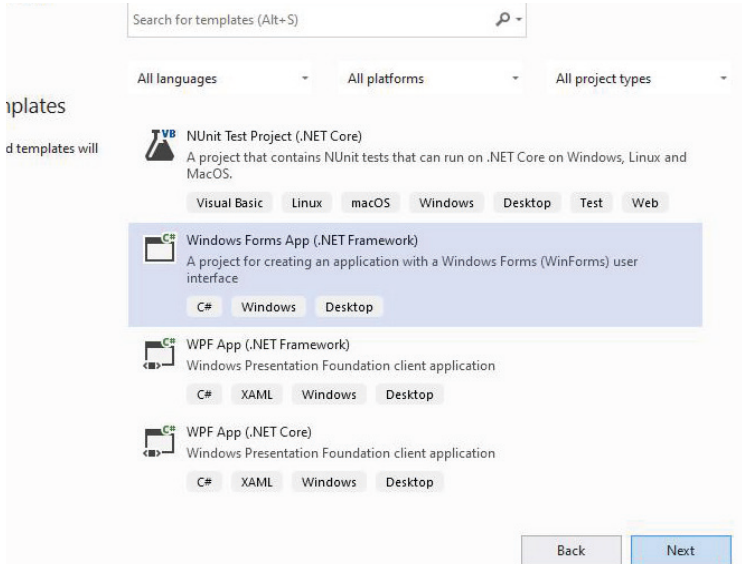 Search for templates (Alt+S)
All languages
All platforms
All project types
nplates
d templates will
VB
NUnit Test Project (.NET Core)
A project that contains NUnit tests that can run on .NET Core on Windows, Linux and
MacOS.
Visual Basic Linux macOS Windows Desktop Test Web
C#
Windows Forms App (.NET Framework)
A project for creating an application with a Windows Forms (WinForms) user
interface
C# Windows Desktop
C#
WPF App (.NET Framework)
Windows Presentation Foundation client application
C# XAML Windows Desktop
C#
WPF App (.NET Core)
Windows Presentation Foundation client application
C# XAML Windows Desktop
Back
Next